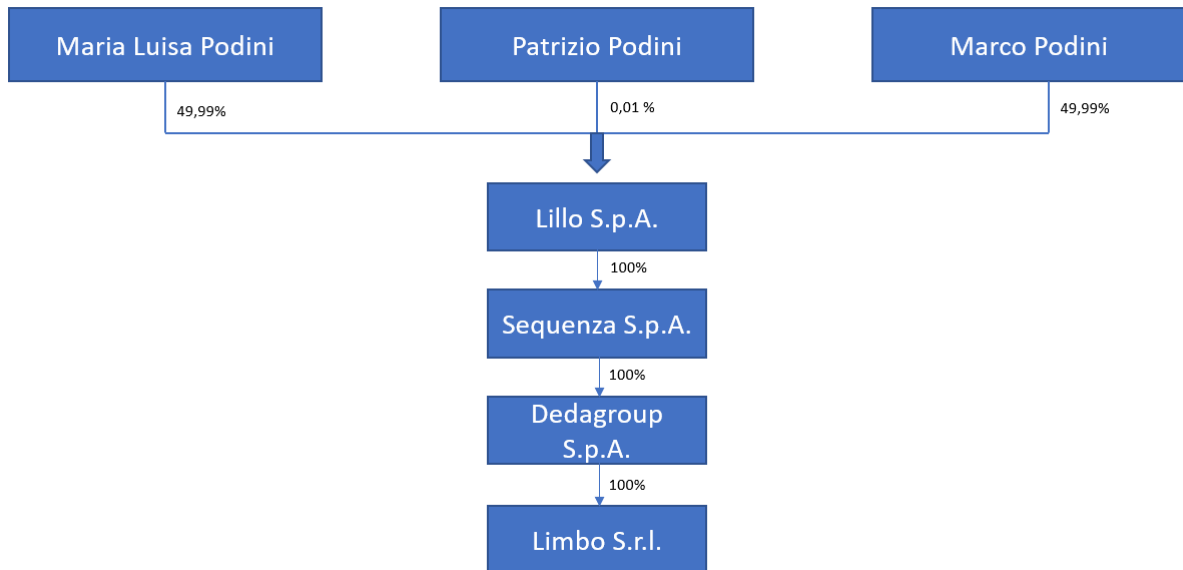 Maria Luisa Podini
Patrizio Podini
Marco Podini
49,99%
0,01 %
49,99%
Lillo S.p.A.
100%
Sequenza S.p.A.
100%
Dedagroup
S.p.A.
100%
Limbo S.r.l.